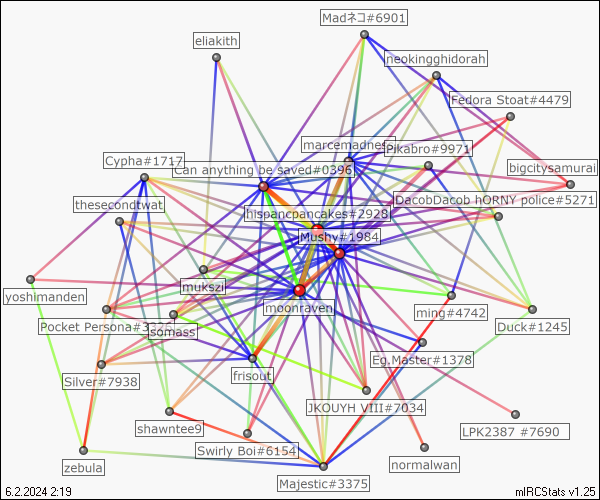 Madネコ#6901
eliakith
neokingghidorah
Fedora Stoat#4479
marcemadness
Pikabro#9971
Cypha#1717
Can anything be saved#0396
bigcitysamurai
DacobDacob hORNY police#5271
thesecondtwat
hispancpancakes#2928
Mushy#1984
mukszi
yoshimanden
moonraven
ming#4742
Pocket Persona#3326
somass
Duck#1245
Eg.Master#1378
frisout
Silver#7938
JKOUYH VIII#7034
shawntee9
LPK2387 #7690
Swirly Boi#6154
zebula
normalwan
Majestic#3375
6.2.2024 2:19
mIRCStats v1.25